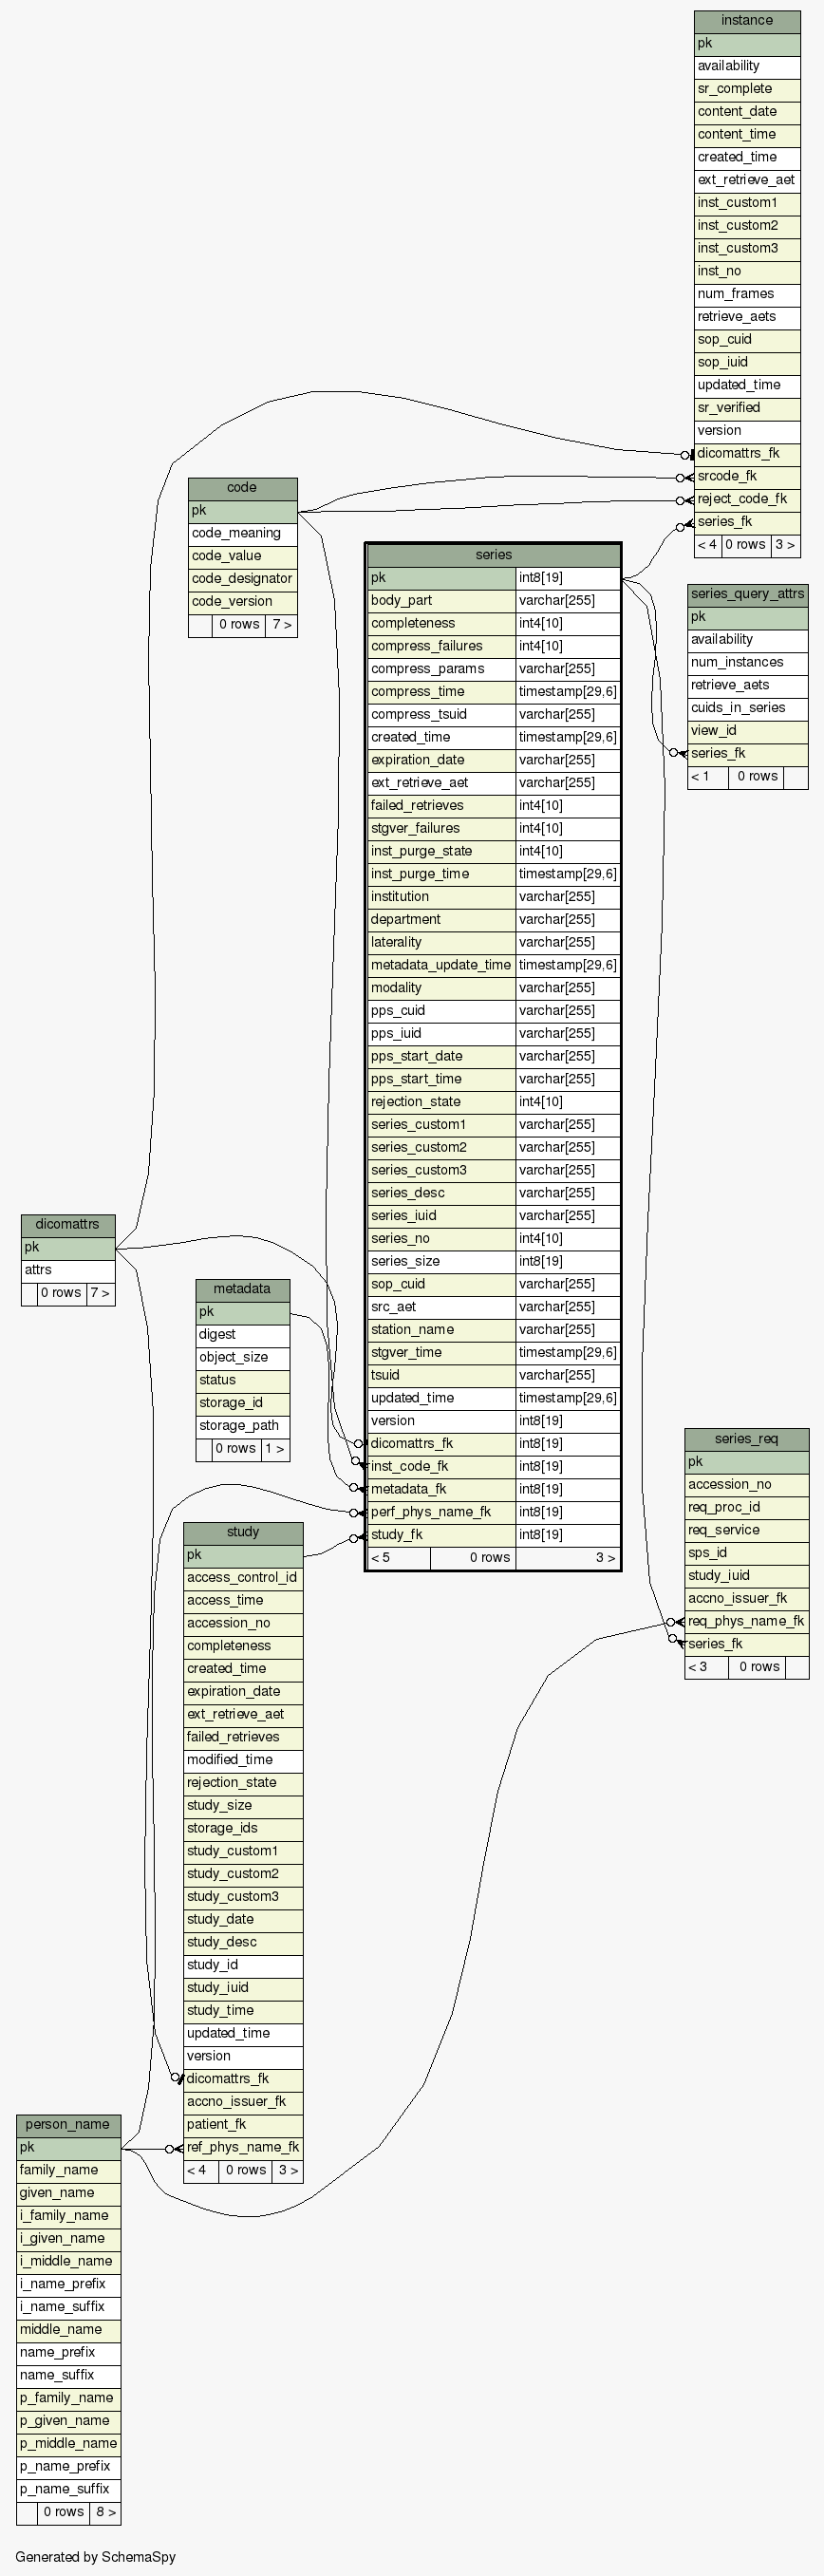 instance
pk
availability
sr_complete
content_date
content_time
created_time
ext_retrieve_aet
inst_custom1
inst_custom2
inst_custom3
inst_no
num_frames
retrieve_aets
sop_cuid
sop_iuid
updated_time
sr_verified
version
dicomattrs_fk
srcode_fk
reject_code_fk
series_fk
< 4 0 rows 3 >
code
pk
code_meaning
code_value
code_designator
code_version
0 rows 7 >
series
pk int8[19]
body_part varchar[255]
completeness int4[10]
compress_failures int4[10]
compress_params varchar[255]
compress_time timestamp[29,6]
compress_tsuid varchar[255]
created_time timestamp[29,6]
expiration_date varchar[255]
ext_retrieve_aet varchar[255]
failed_retrieves int4[10]
stgver_failures int4[10]
inst_purge_state int4[10]
inst_purge_time timestamp[29,6]
institution varchar[255]
department varchar[255]
laterality varchar[255]
metadata_update_time timestamp[29,6]
modality varchar[255]
pps_cuid varchar[255]
pps_iuid varchar[255]
pps_start_date varchar[255]
pps_start_time varchar[255]
rejection_state int4[10]
series_custom1 varchar[255]
series_custom2 varchar[255]
series_custom3 varchar[255]
series_desc varchar[255]
series_iuid varchar[255]
series_no int4[10]
series_size int8[19]
sop_cuid varchar[255]
src_aet varchar[255]
station_name varchar[255]
stgver_time timestamp[29,6]
tsuid varchar[255]
updated_time timestamp[29,6]
version int8[19]
dicomattrs_fk int8[19]
inst_code_fk int8[19]
metadata_fk int8[19]
perf_phys_name_fk int8[19]
study_fk int8[19]
< 5 0 rows 3 >
series_query_attrs
pk
availability
num_instances
retrieve_aets
cuids_in_series
view_id
series_fk
< 1 0 rows
dicomattrs
pk
attrs
0 rows 7 >
metadata
pk
digest
object_size
status
storage_id
storage_path
0 rows 1 >
series_req
pk
accession_no
req_proc_id
req_service
sps_id
study_iuid
accno_issuer_fk
req_phys_name_fk
series_fk
< 3 0 rows
study
pk
access_control_id
access_time
accession_no
completeness
created_time
expiration_date
ext_retrieve_aet
failed_retrieves
modified_time
rejection_state
study_size
storage_ids
study_custom1
study_custom2
study_custom3
study_date
study_desc
study_id
study_iuid
study_time
updated_time
version
dicomattrs_fk
accno_issuer_fk
patient_fk
ref_phys_name_fk
< 4 0 rows 3 >
person_name
pk
family_name
given_name
i_family_name
i_given_name
i_middle_name
i_name_prefix
i_name_suffix
middle_name
name_prefix
name_suffix
p_family_name
p_given_name
p_middle_name
p_name_prefix
p_name_suffix
0 rows 8 >
Generated by SchemaSpy